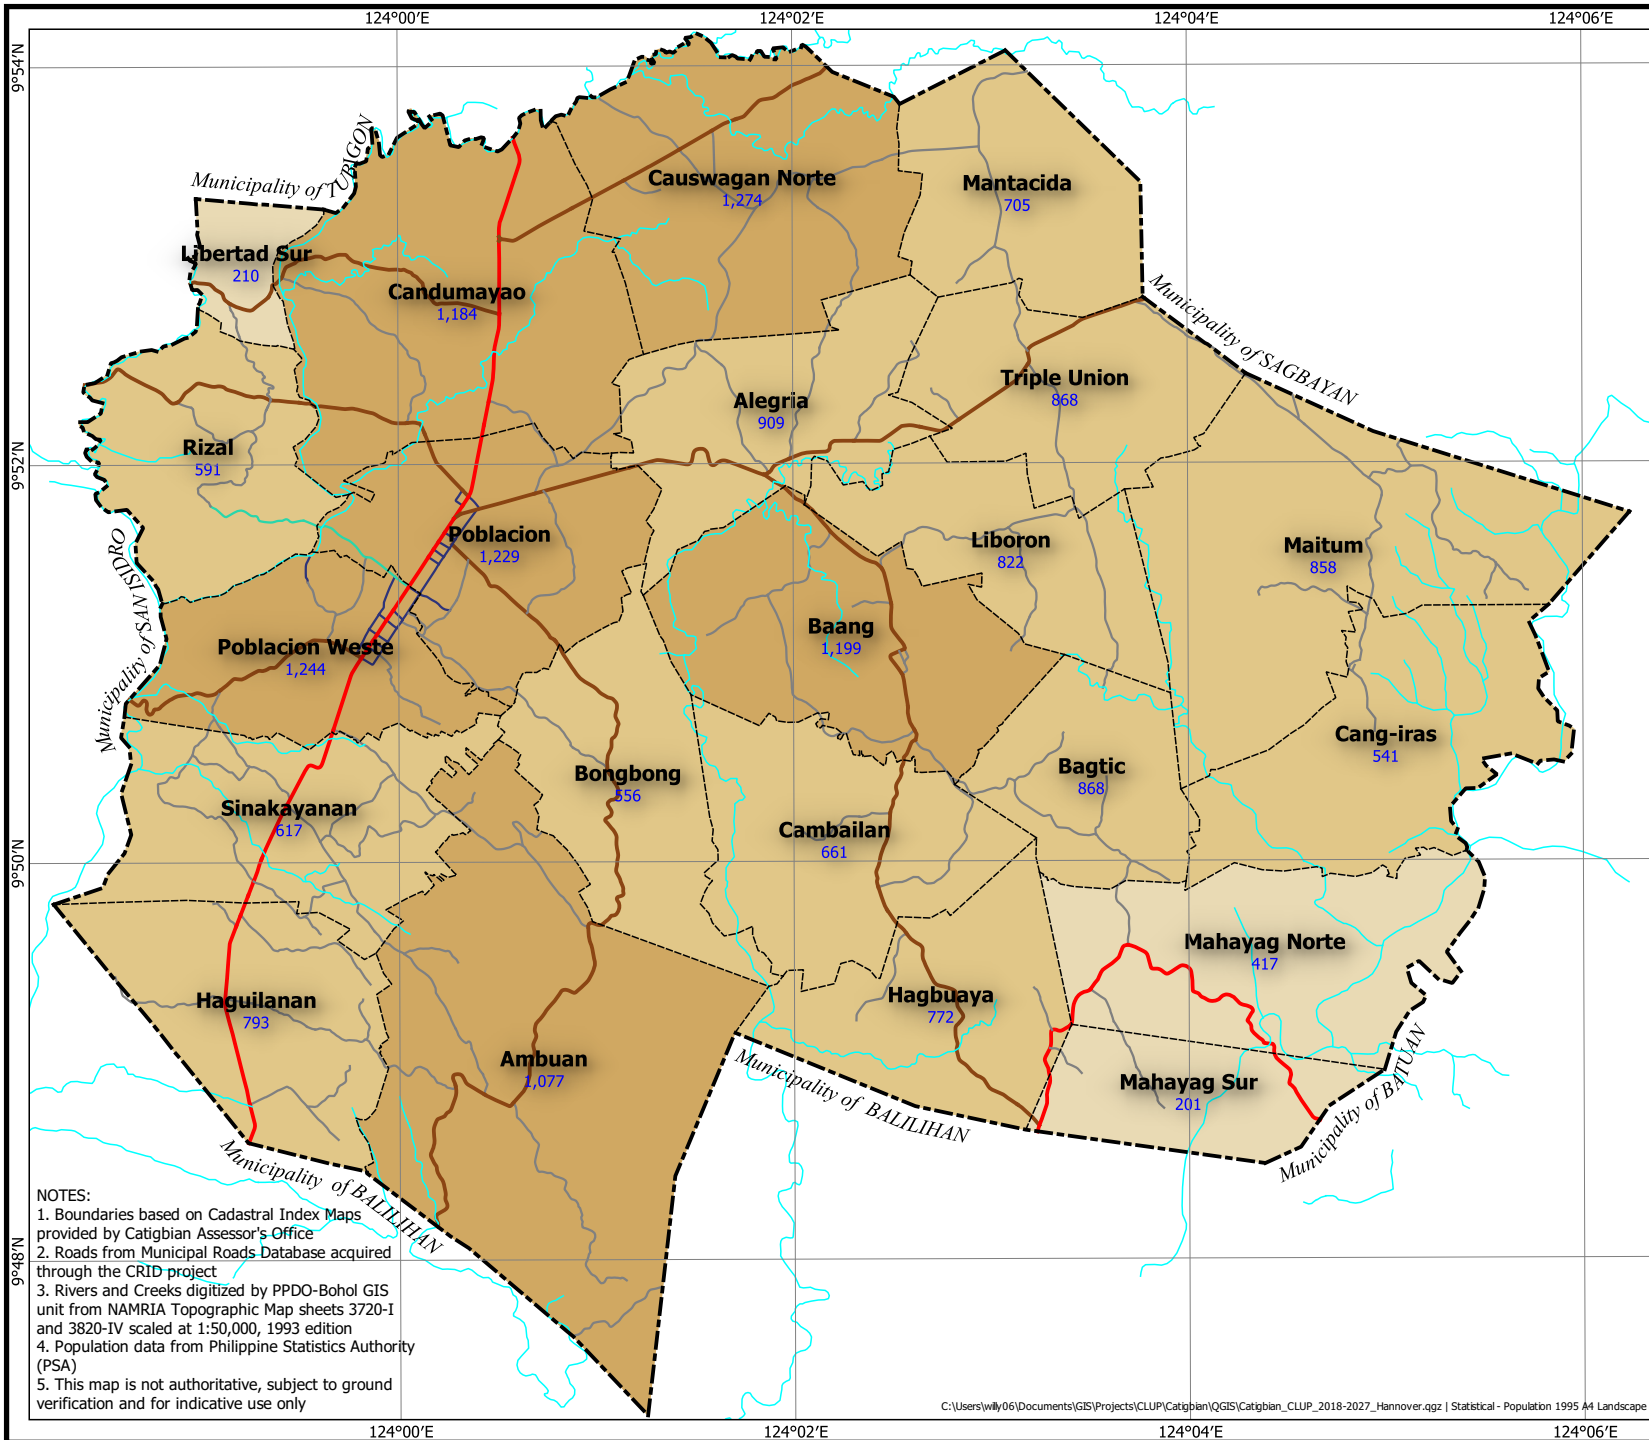 124°00′E
124°02′E
124°04′E
124°06′E
9°54′N
9°52′N
9°50′N
9°48′N
Municipality of TUBIGON
Causwagan Norte
1,274
Mantacida
705
Libertad Sur
210
Candumayao
1,184
Municipality of SAGBAYAN
Triple Union
868
Alegria
909
Rizal
591
Poblacion
1,229
Liboron
822
Maitum
858
Municipality of SAN ISIDRO
Baang
1,199
Poblacion Weste
1,244
Cang-iras
541
Bongbong
556
Bagtic
868
Sinakayanan
617
Cambailan
661
Mahayag Norte
417
Haguilanan
793
Hagbuaya
772
Ambuan
1,077
Mahayag Sur
201
Municipality of BALILIHAN
Municipality of BATUAN
Municipality of BALILIHAN
NOTES:
1. Boundaries based on Cadastral Index Maps
provided by Catigbian Assessor's Office
2. Roads from Municipal Roads Database acquired
through the CRID project
3. Rivers and Creeks digitized by PPDO-Bohol GIS
unit from NAMRIA Topographic Map sheets 3720-I
and 3820-IV scaled at 1:50,000, 1993 edition
4. Population data from Philippine Statistics Authority
(PSA)
5. This map is not authoritative, subject to ground
verification and for indicative use only
C:\Users\willy06\Documents\GIS\Projects\CLUP\Catigbian\QGIS\Catigbian_CLUP_2018-2027_Hannover.qgz | Statistical - Population 1995 A4 Landscape
124°00′E
124°02′E
124°04′E
124°06′E